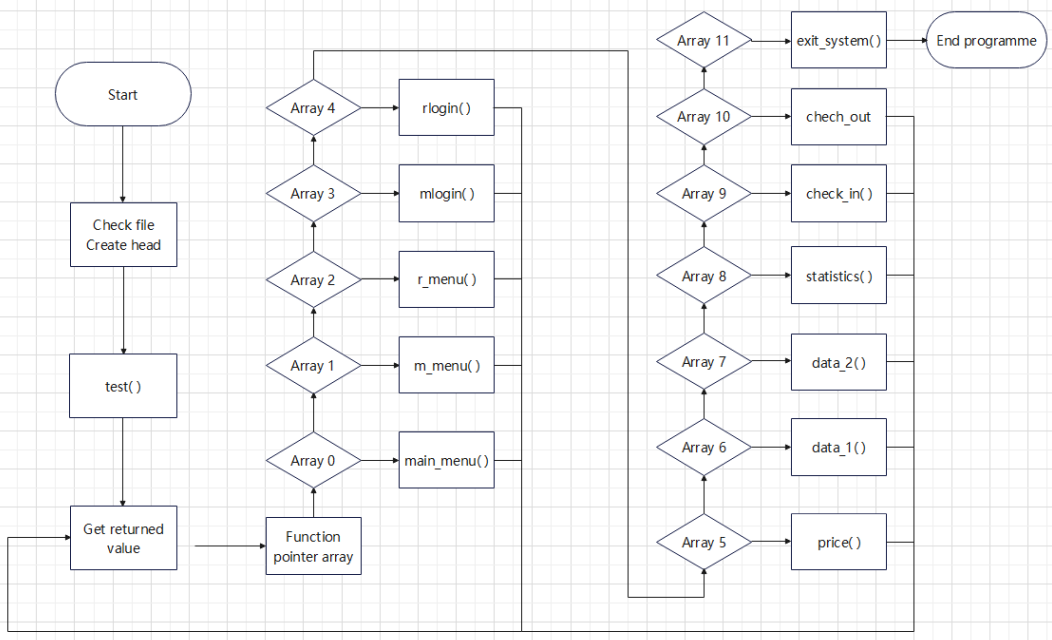 Start
Check file
Create head
test( )
Get returned
value
Array 4
rlogin( )
Array 3
mlogin( )
Array 2
r_menu( )
Array 1
m_menu( )
Array 0
main_menu( )
Function
pointer array
Array 11
exit_system( )
End programme
Array 10
chech_out
Array 9
check_in( )
Array 8
statistics( )
Array 7
data_2( )
Array 6
data_1( )
Array 5
price( )